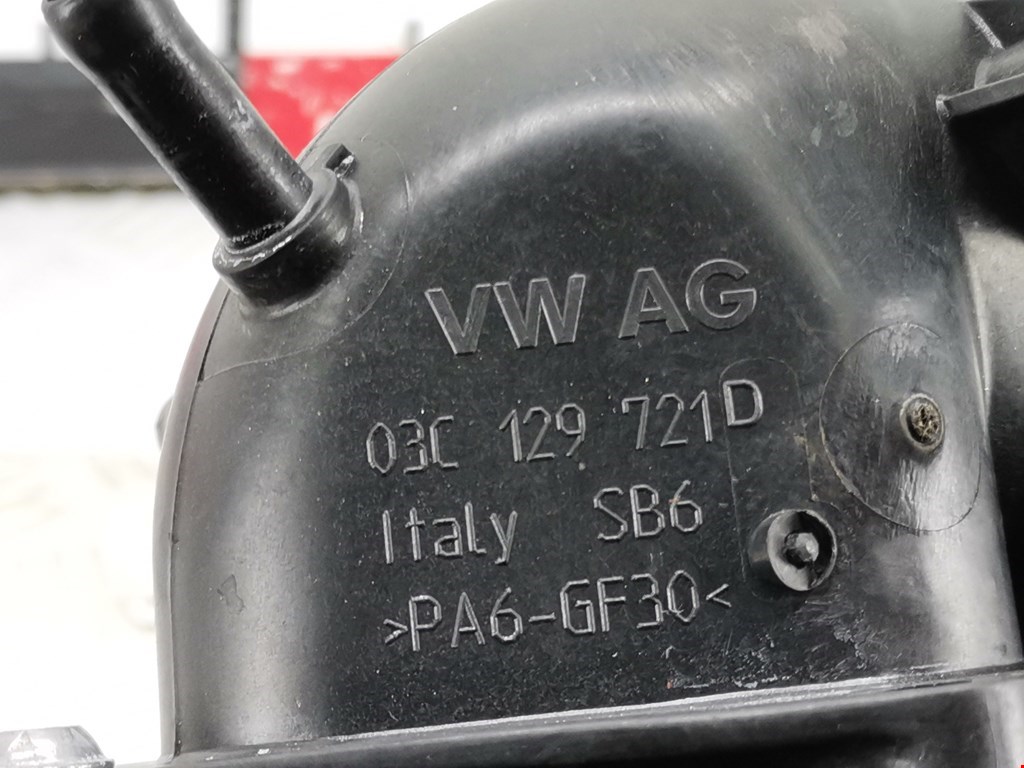 VW AG
03C 129 721D
Italy SB6
>PA6-GF30<